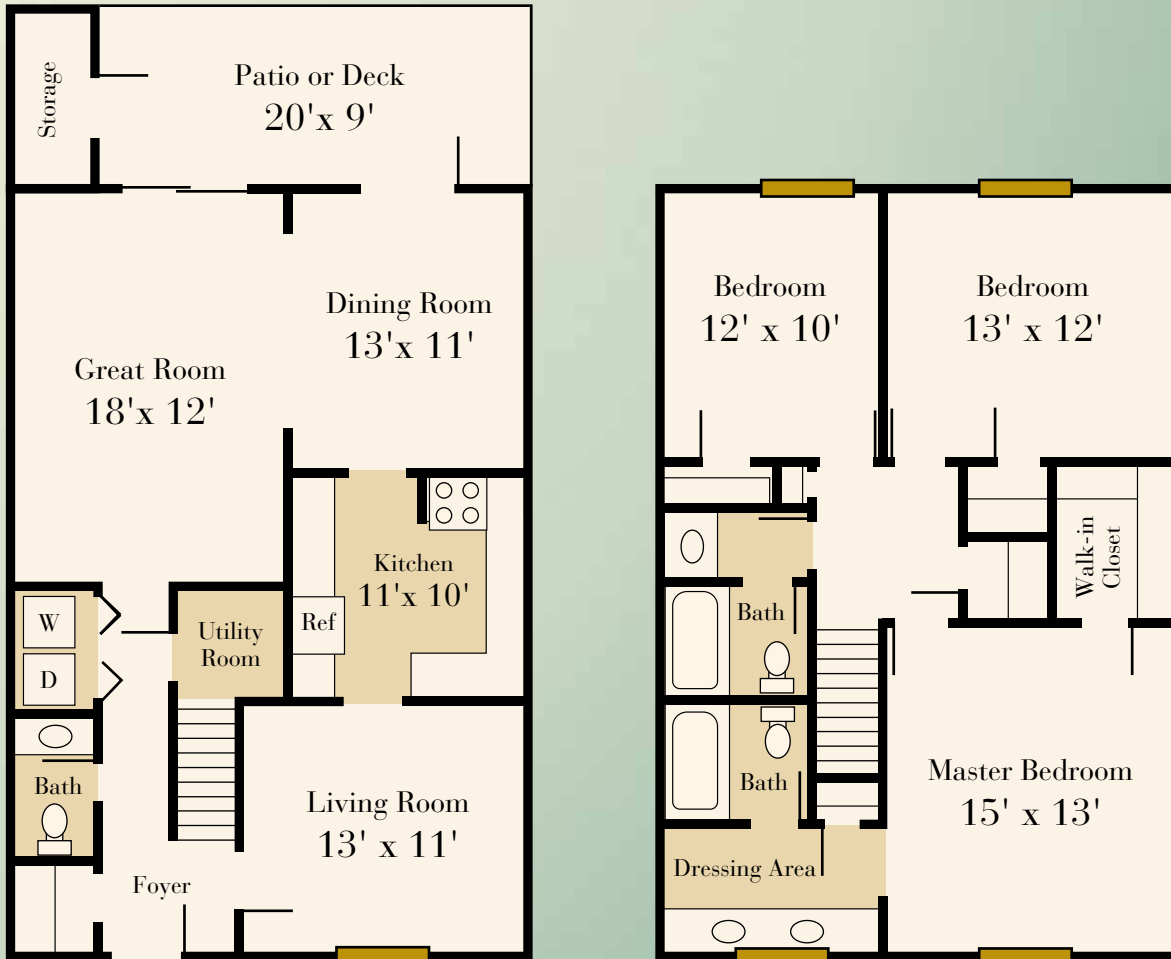 Storage
Patio or Deck
20'x 9'
Dining Room
13'x 11'
Great Room
18'x 12'
Kitchen
11'x 10'
Ref
W
D
Utility
Room
Bath
Living Room
13' x 11'
Foyer
Bedroom
12' x 10'
Bedroom
13' x 12'
Walk-in
Closet
Bath
Bath
Master Bedroom
15' x 13'
Dressing Area